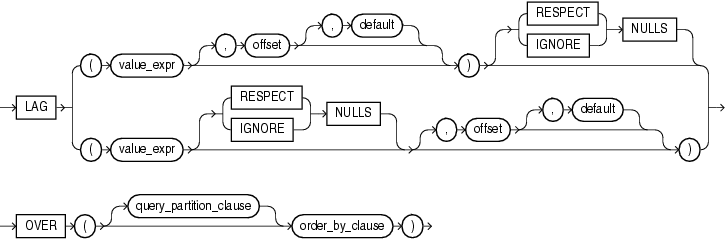 RESPECT
, default
, offset IGNORE NULLS
( value_expr )
RESPECT
LAG NULLS , default
IGNORE , offset
( value_expr )
query_partition_clause
OVER ( order_by_clause )